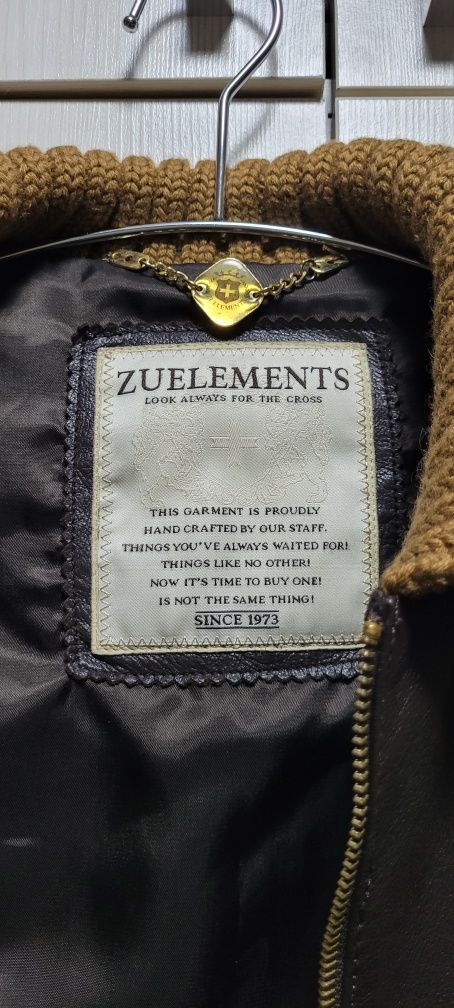 ELEMENTS
ZUELEMENTS
LOOK ALWAYS FOR THE CROSS
THIS GARMENT IS PROUDLY
HAND CRAFTED BY OUR STAFF.
THINGS YOU'VE ALWAYS WAITED FOR!
THINGS LIKE NO OTHER!
NOW IT'S TIME TO BUY ONE!
IS NOT THE SAME THING!
SINCE 1973